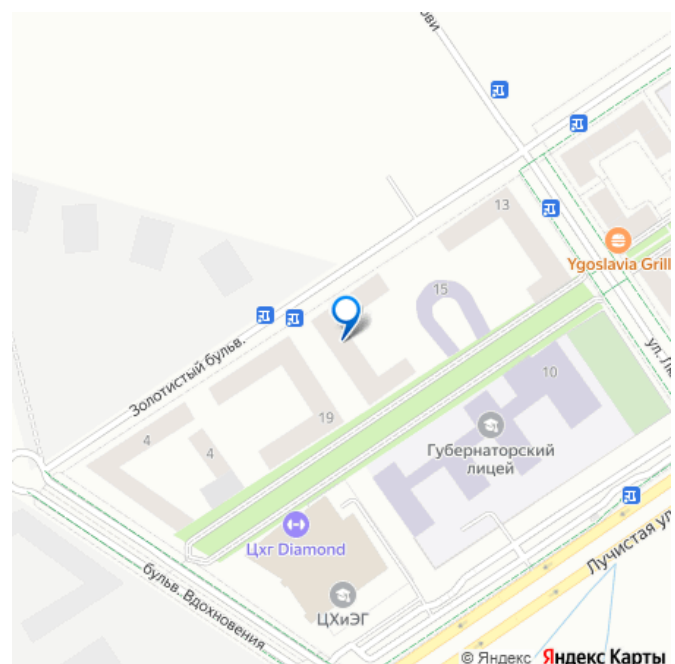 ови
13
Ygoslavia Grill
15
ул. Л
Золотистый бульв.
10
19
4
4
Губернаторский
лицей
Цхг Diamond
Лучистая ул
бульв. Вдохновения
ЦХиЭГ
© Яндекс Яндекс Карты